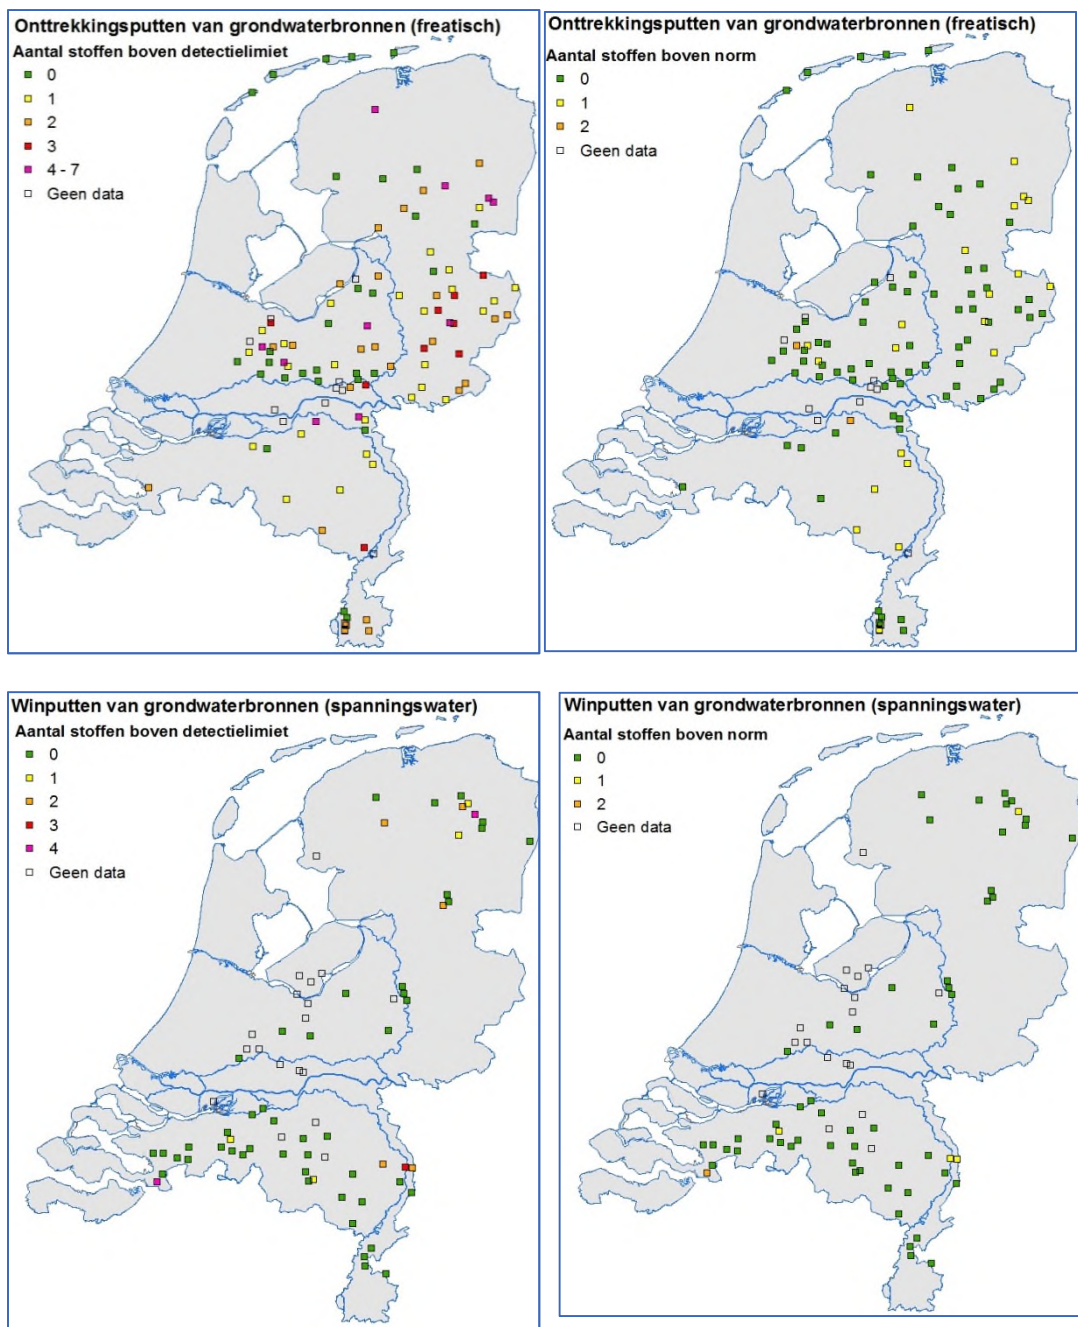 Onttrekkingsputten van grondwaterbronnen (freatisch)
Aantal stoffen boven detectielimiet
0
1
2
3
4 - 7
Geen data
Onttrekkingsputten van grondwaterbronnen (freatisch)
Aantal stoffen boven norm
0
1
2
Geen data
Winputten van grondwaterbronnen (spanningswater)
Aantal stoffen boven detectielimiet
0
1
2
3
4
Geen data
Winputten van grondwaterbronnen (spanningswater)
Aantal stoffen boven norm
0
1
2
Geen data